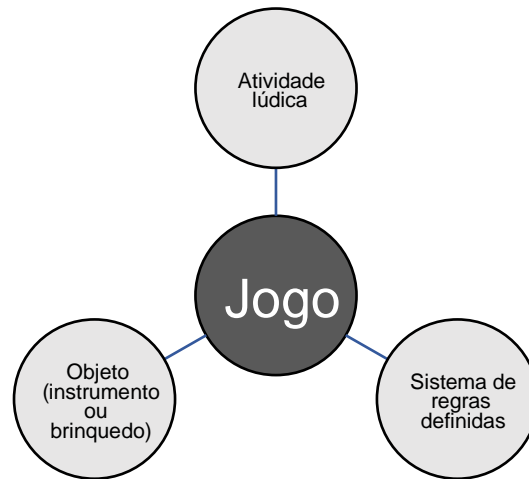 Atividade
lúdica
Jogo
Objeto
(instrumento
ou
brinquedo)
Sistema de
regras
definidas